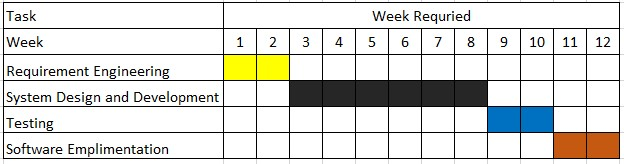 Task Week Requried
Week 1 2 3 4 5 6 7 8 9 10 11 12
Requirement Engineering
System Design and Development
Testing
Software Emplimentation